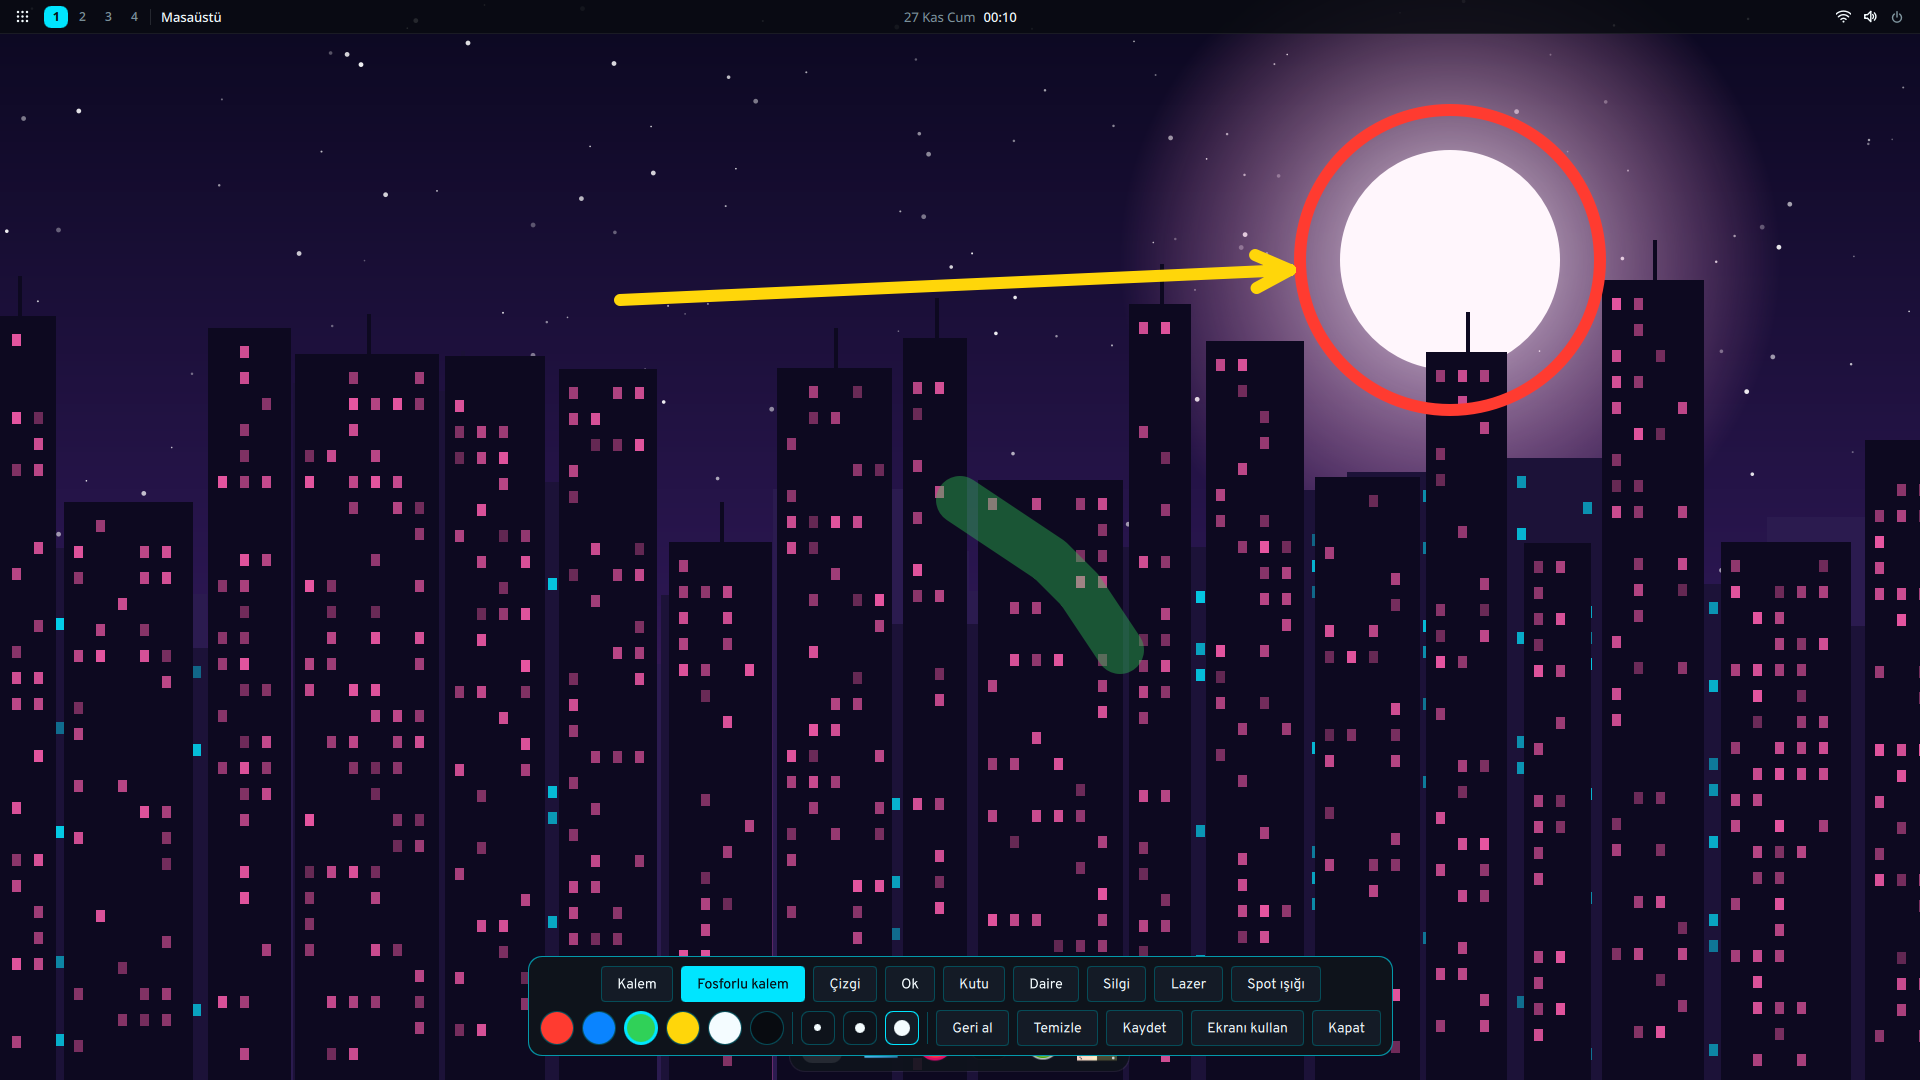 1 2 3 4 Masaüstü 27 Kas Cum 00:10
Kalem Fosforlu kalem Çizgi Ok Kutu Daire Silgi Lazer Spot ışığı
Geri al Temizle Kaydet Ekranı kullan Kapat